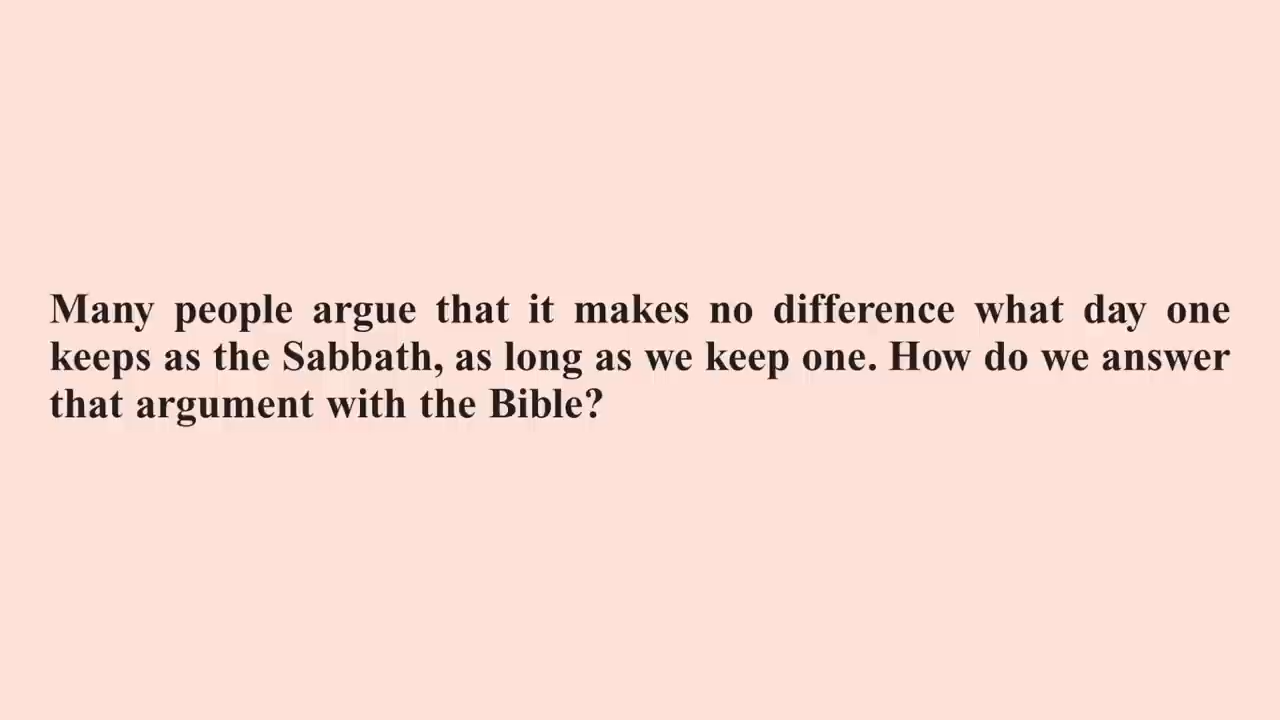 Many people argue that it makes no difference what day one
keeps as the Sabbath, as long as we keep one. How do we answer
that argument with the Bible?